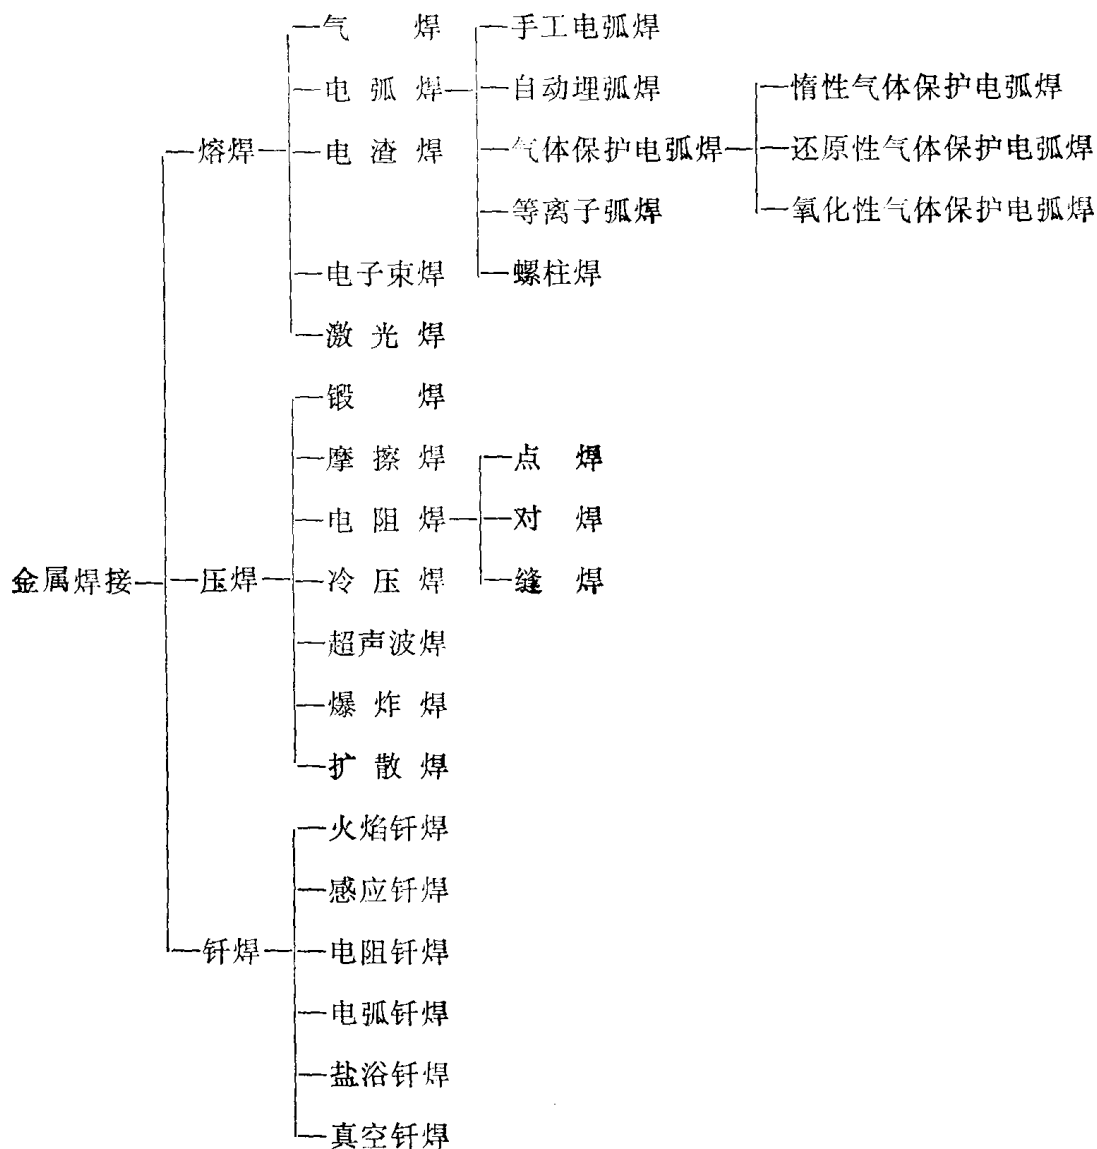 气焊 手工电弧焊
电弧焊 自动埋弧焊 惰性气体保护电弧焊
熔焊 电渣焊 气体保护电弧焊 还原性气体保护电弧焊
等离子弧焊 氧化性气体保护电弧焊
电子束焊 螺柱焊
激光焊
锻焊
摩擦焊 点焊
电阻焊 对焊
金属焊接 压焊 冷压焊 缝焊
超声波焊
爆炸焊
扩散焊
火焰钎焊
感应钎焊
钎焊 电阻钎焊
电弧钎焊
盐浴钎焊
真空钎焊